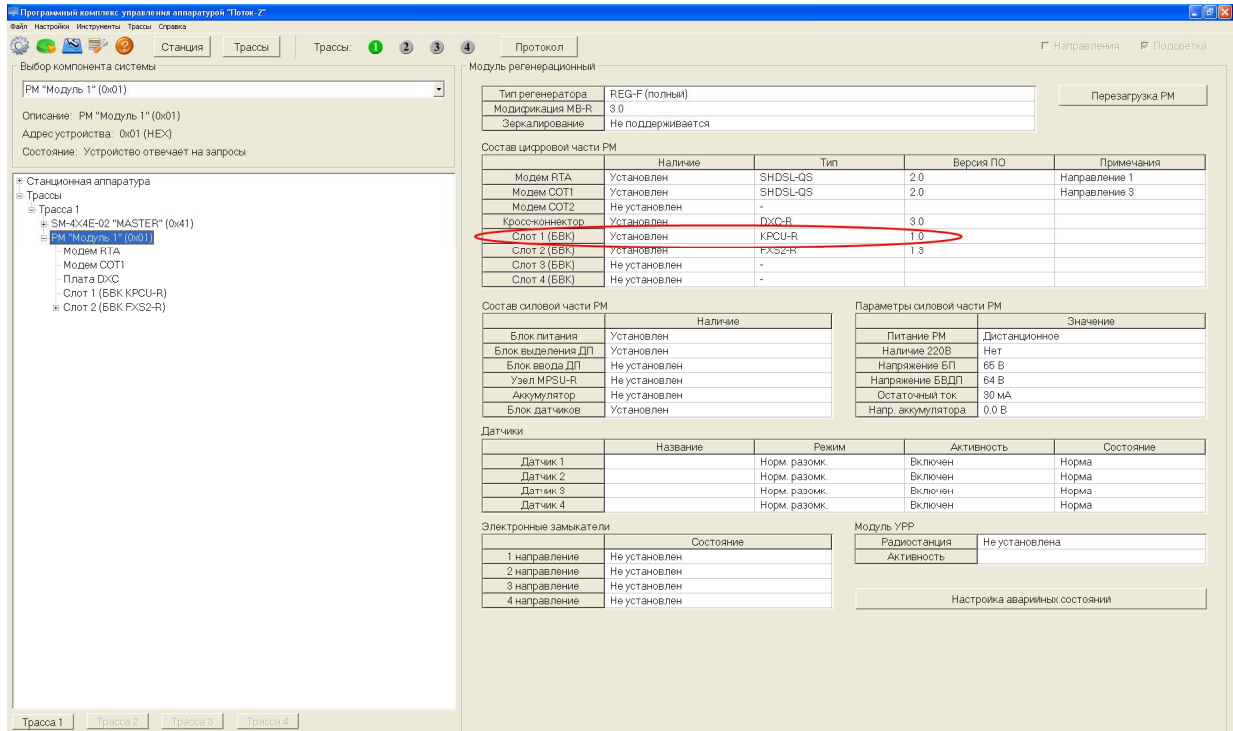 Программный комплекс управления аппаратурой "Поток-2"
Файл Настройки Инструменты Трассы Справка
Станция Трассы Трассы: 1 2 3 4 Протокол Направления Подсветка
Выбор компонента системы
РМ "Модуль 1" (0x01)
Описание: РМ "Модуль 1" (0x01)
Адрес устройства: 0x01 (HEX)
Состояние: Устройство отвечает на запросы
Станционная аппаратура
Трассы
Трасса 1
SM-4X4E-02 "MASTER" (0x41)
РМ "Модуль 1" (0x01)
Модем RTA
Модем COT1
Плата DXC
Слот 1 (БВК KPCU-R)
Слот 2 (БВК FXS2-R)
Трасса 1 Трасса 2 Трасса 3 Трасса 4
Модуль регенерационный
Тип регенератора REG-F (полный)
Модификация MB-R 3.0
Зеркалирование Не поддерживается
Перезагрузка РМ
Состав цифровой части РМ
Наличие Тип Версия ПО Примечания
Модем RTA Установлен SHDSL-QS 2.0 Направление 1
Модем COT1 Установлен SHDSL-QS 2.0 Направление 3
Модем COT2 Не установлен -
Кросс-коннектор Установлен DXC-R 3.0
Слот 1 (БВК) Установлен KPCU-R 1.0
Слот 2 (БВК) Установлен FXS2-R 1.3
Слот 3 (БВК) Не установлен -
Слот 4 (БВК) Не установлен -
Состав силовой части РМ
Наличие
Блок питания Установлен
Блок выделения ДП Установлен
Блок ввода ДП Не установлен
Узел MPSU-R Не установлен
Аккумулятор Не установлен
Блок датчиков Установлен
Параметры силовой части РМ
Значение
Питание РМ Дистанционное
Наличие 220В Нет
Напряжение БП 65 В
Напряжение БВДП 64 В
Остаточный ток 30 мА
Напр. аккумулятора 0.0 В
Датчики
Название Режим Активность Состояние
Датчик 1 Норм. разомк. Включен Норма
Датчик 2 Норм. разомк. Включен Норма
Датчик 3 Норм. разомк. Включен Норма
Датчик 4 Норм. разомк. Включен Норма
Электронные замыкатели
Состояние
1 направление Не установлен
2 направление Не установлен
3 направление Не установлен
4 направление Не установлен
Модуль УРР
Радиостанция Не установлена
Активность
Настройка аварийных состояний